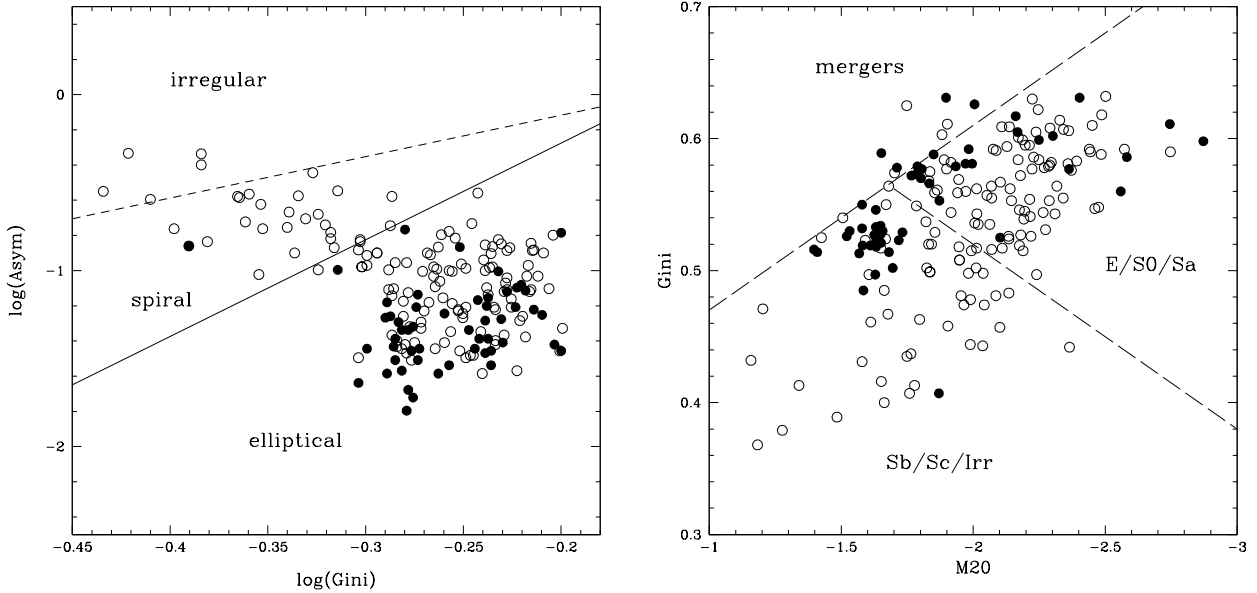 irregular
spiral
elliptical
0
−1
−2
log(Asym)
−0.45
−0.4
−0.35
−0.3
−0.25
−0.2
log(Gini)
mergers
E/S0/Sa
Sb/Sc/Irr
0.7
0.6
0.5
0.4
0.3
Gini
−1
−1.5
−2
−2.5
−3
M20